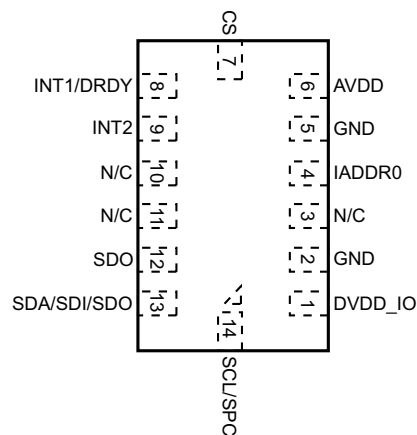 CS
7
INT1/DRDY 8 6 AVDD
INT2 9 5 GND
N/C 10 4 IADDR0
N/C 11 3 N/C
SDO 12 2 GND
SDA/SDI/SDO 13 1 DVDD_IO
14
SCL/SPC